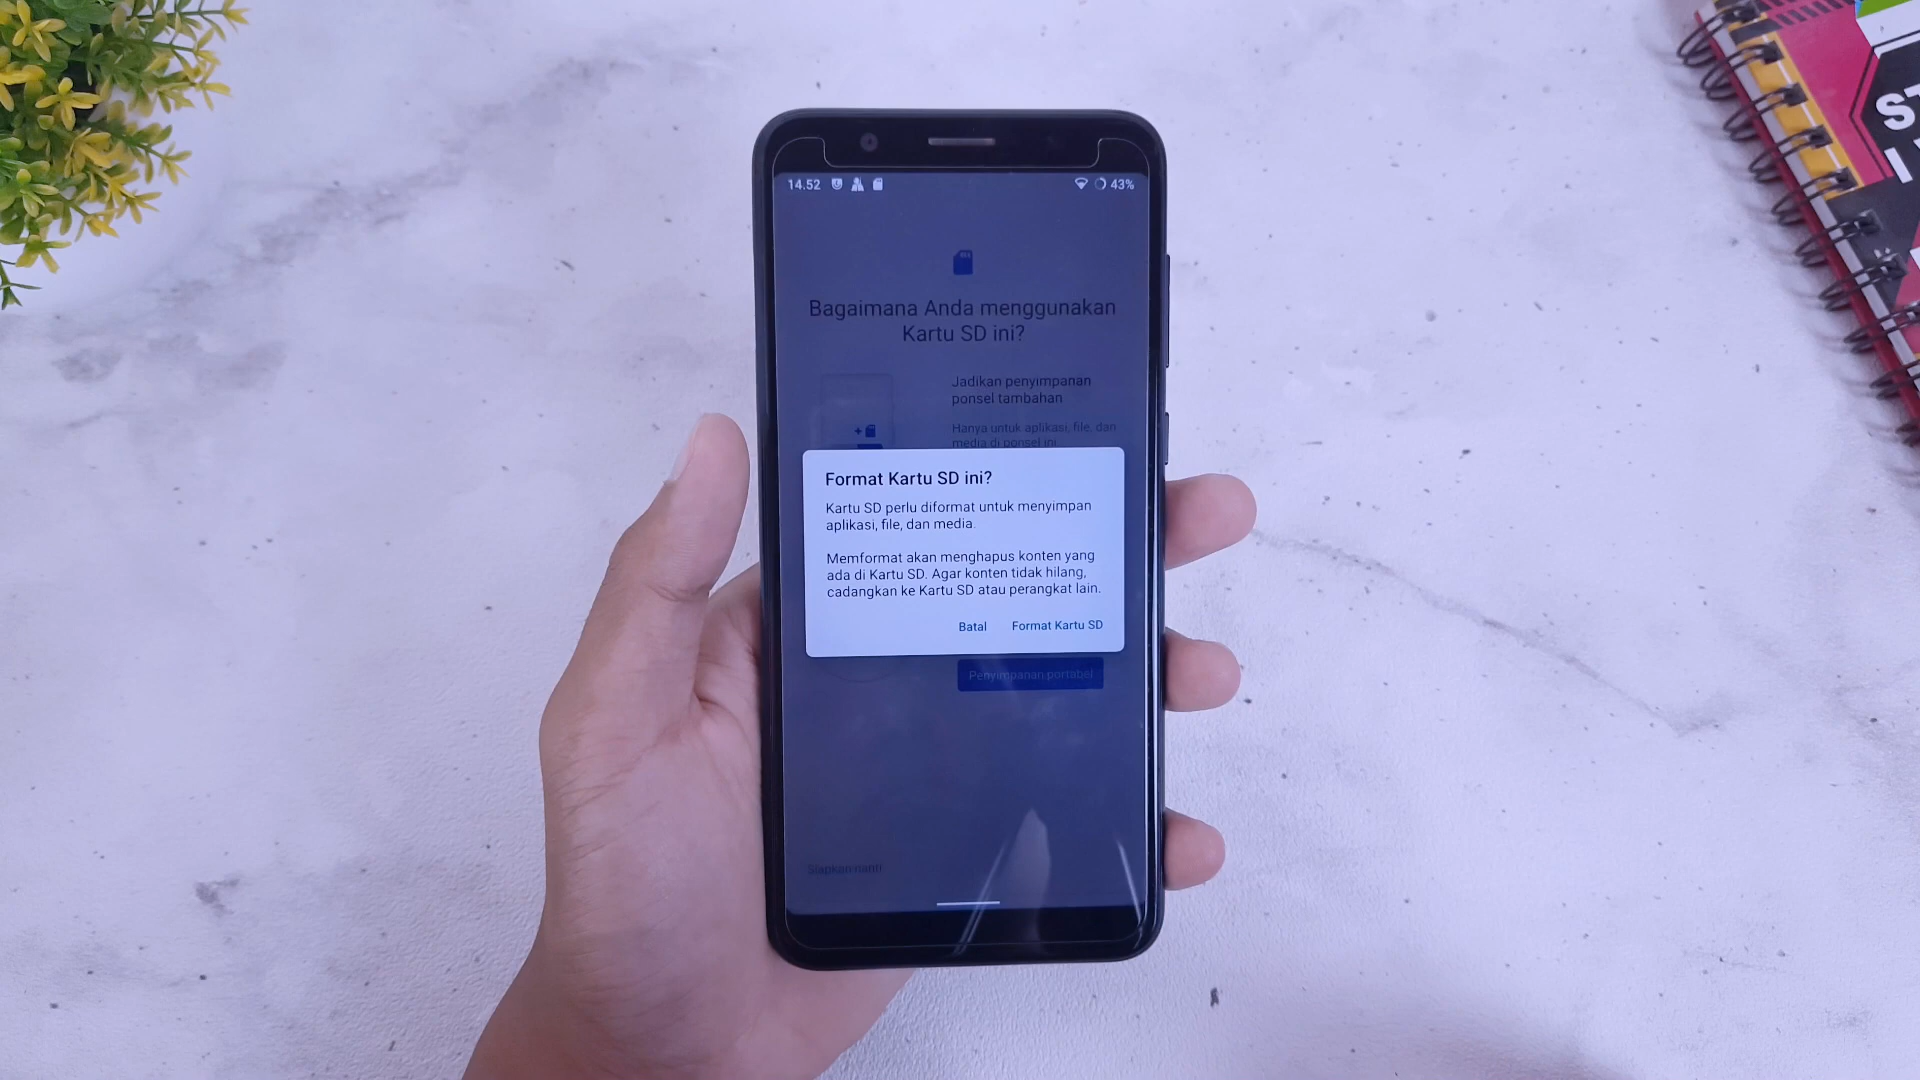 14.52
43%
Bagaimana Anda menggunakan
Kartu SD ini?
Jadikan penyimpanan
ponsel tambahan
Hanya untuk aplikasi, file, dan
media di ponsel ini
Format Kartu SD ini?
Kartu SD perlu diformat untuk menyimpan
aplikasi, file, dan media.
Memformat akan menghapus konten yang
ada di Kartu SD. Agar konten tidak hilang,
cadangkan ke Kartu SD atau perangkat lain.
Batal
Format Kartu SD
Penyimpanan portabel
Siapkan nanti